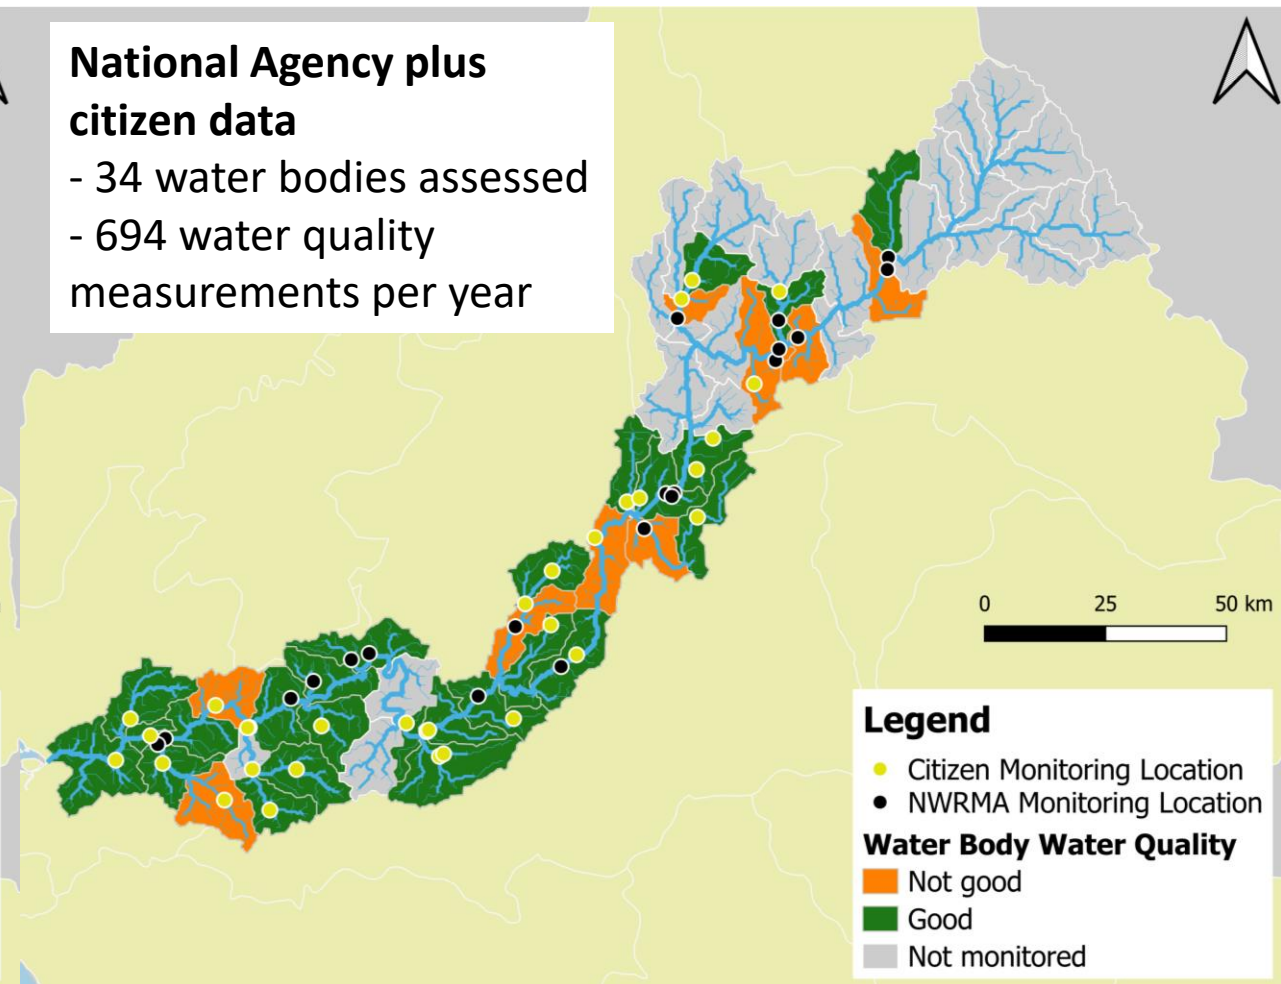 National Agency plus
citizen data
- 34 water bodies assessed
- 694 water quality
measurements per year
0 25 50 km
Legend
Citizen Monitoring Location
NWRMA Monitoring Location
Water Body Water Quality
Not good
Good
Not monitored